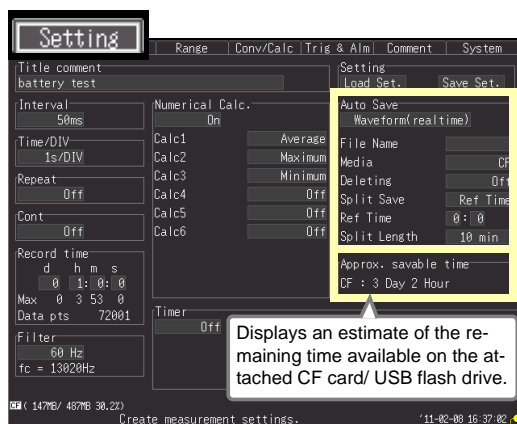 Setting
Range Conv/Calc Trig & Alm Comment System
Title comment
battery test
Setting
Load Set. Save Set.
Interval
50ms
Time/DIV
1s/DIV
Repeat
Off
Cont
Off
Record time
d h m s
0 1: 0: 0
Max 0 3 53 0
Data pts 72001
Filter
60 Hz
fc = 13020Hz
Numerical Calc.
On
Calc1 Average
Calc2 Maximum
Calc3 Minimum
Calc4 Off
Calc5 Off
Calc6 Off
Timer
Off
Auto Save
Waveform(realtime)
File Name
Media CF
Deleting Off
Split Save Ref Time
Ref Time 0: 0
Split Length 10 min
Approx. savable time
CF : 3 Day 2 Hour
Displays an estimate of the re-
maining time available on the at-
tached CF card/ USB flash drive.
CF ( 147MB/ 487MB 30.2%)
Create measurement settings. '11-02-08 16:37:02